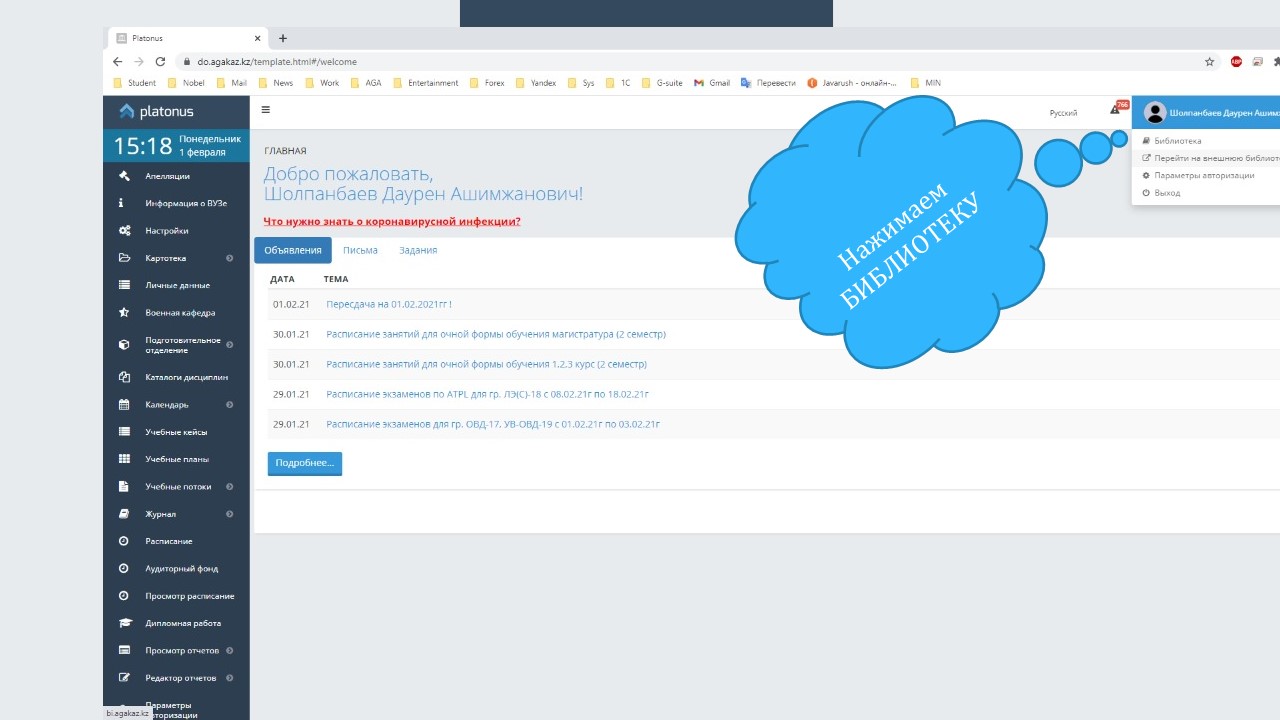 Platonus
do.agakaz.kz/template.html#/welcome
Student Nobel Mail News Work AGA Entertainment Forex Yandex Sys 1C G-suite Gmail Перевести Javarush - онлайн-... MIN
platonus
15:18 Понедельник
1 февраля
Апелляции
Информация о ВУЗе
Настройки
Картотека
Личные данные
Военная кафедра
Подготовительное
отделение
Каталоги дисциплин
Календарь
Учебные кейсы
Учебные планы
Учебные потоки
Журнал
Расписание
Аудиторный фонд
Просмотр расписание
Дипломная работа
Просмотр отчетов
Редактор отчетов
Параметры
bi.agakaz.kz
Русский
766
Шолпанбаев Даурен
Библиотека
Перейти на внешнюю
Параметры авторизации
Выход
ГЛАВНАЯ
Добро пожаловать,
Шолпанбаев Даурен Ашимжанович!
Что нужно знать о коронавирусной инфекции?
Объявления Письма Задания
ДАТА ТЕМА
01.02.21 Пересдача на 01.02.2021гг !
30.01.21 Расписание занятий для очной формы обучения магистратура (2 семестр)
30.01.21 Расписание занятий для очной формы обучения 1,2,3 курс (2 семестр)
29.01.21 Расписание экзаменов по ATPL для гр. ЛЭ(С)-18 с 08.02.21г по 18.02.21г
29.01.21 Расписание экзаменов для гр. ОВД-17, УВ-ОВД-19 с 01.02.21г по 03.02.21г
Подробнее...
Нажимаем
БИБЛИОТЕКУ